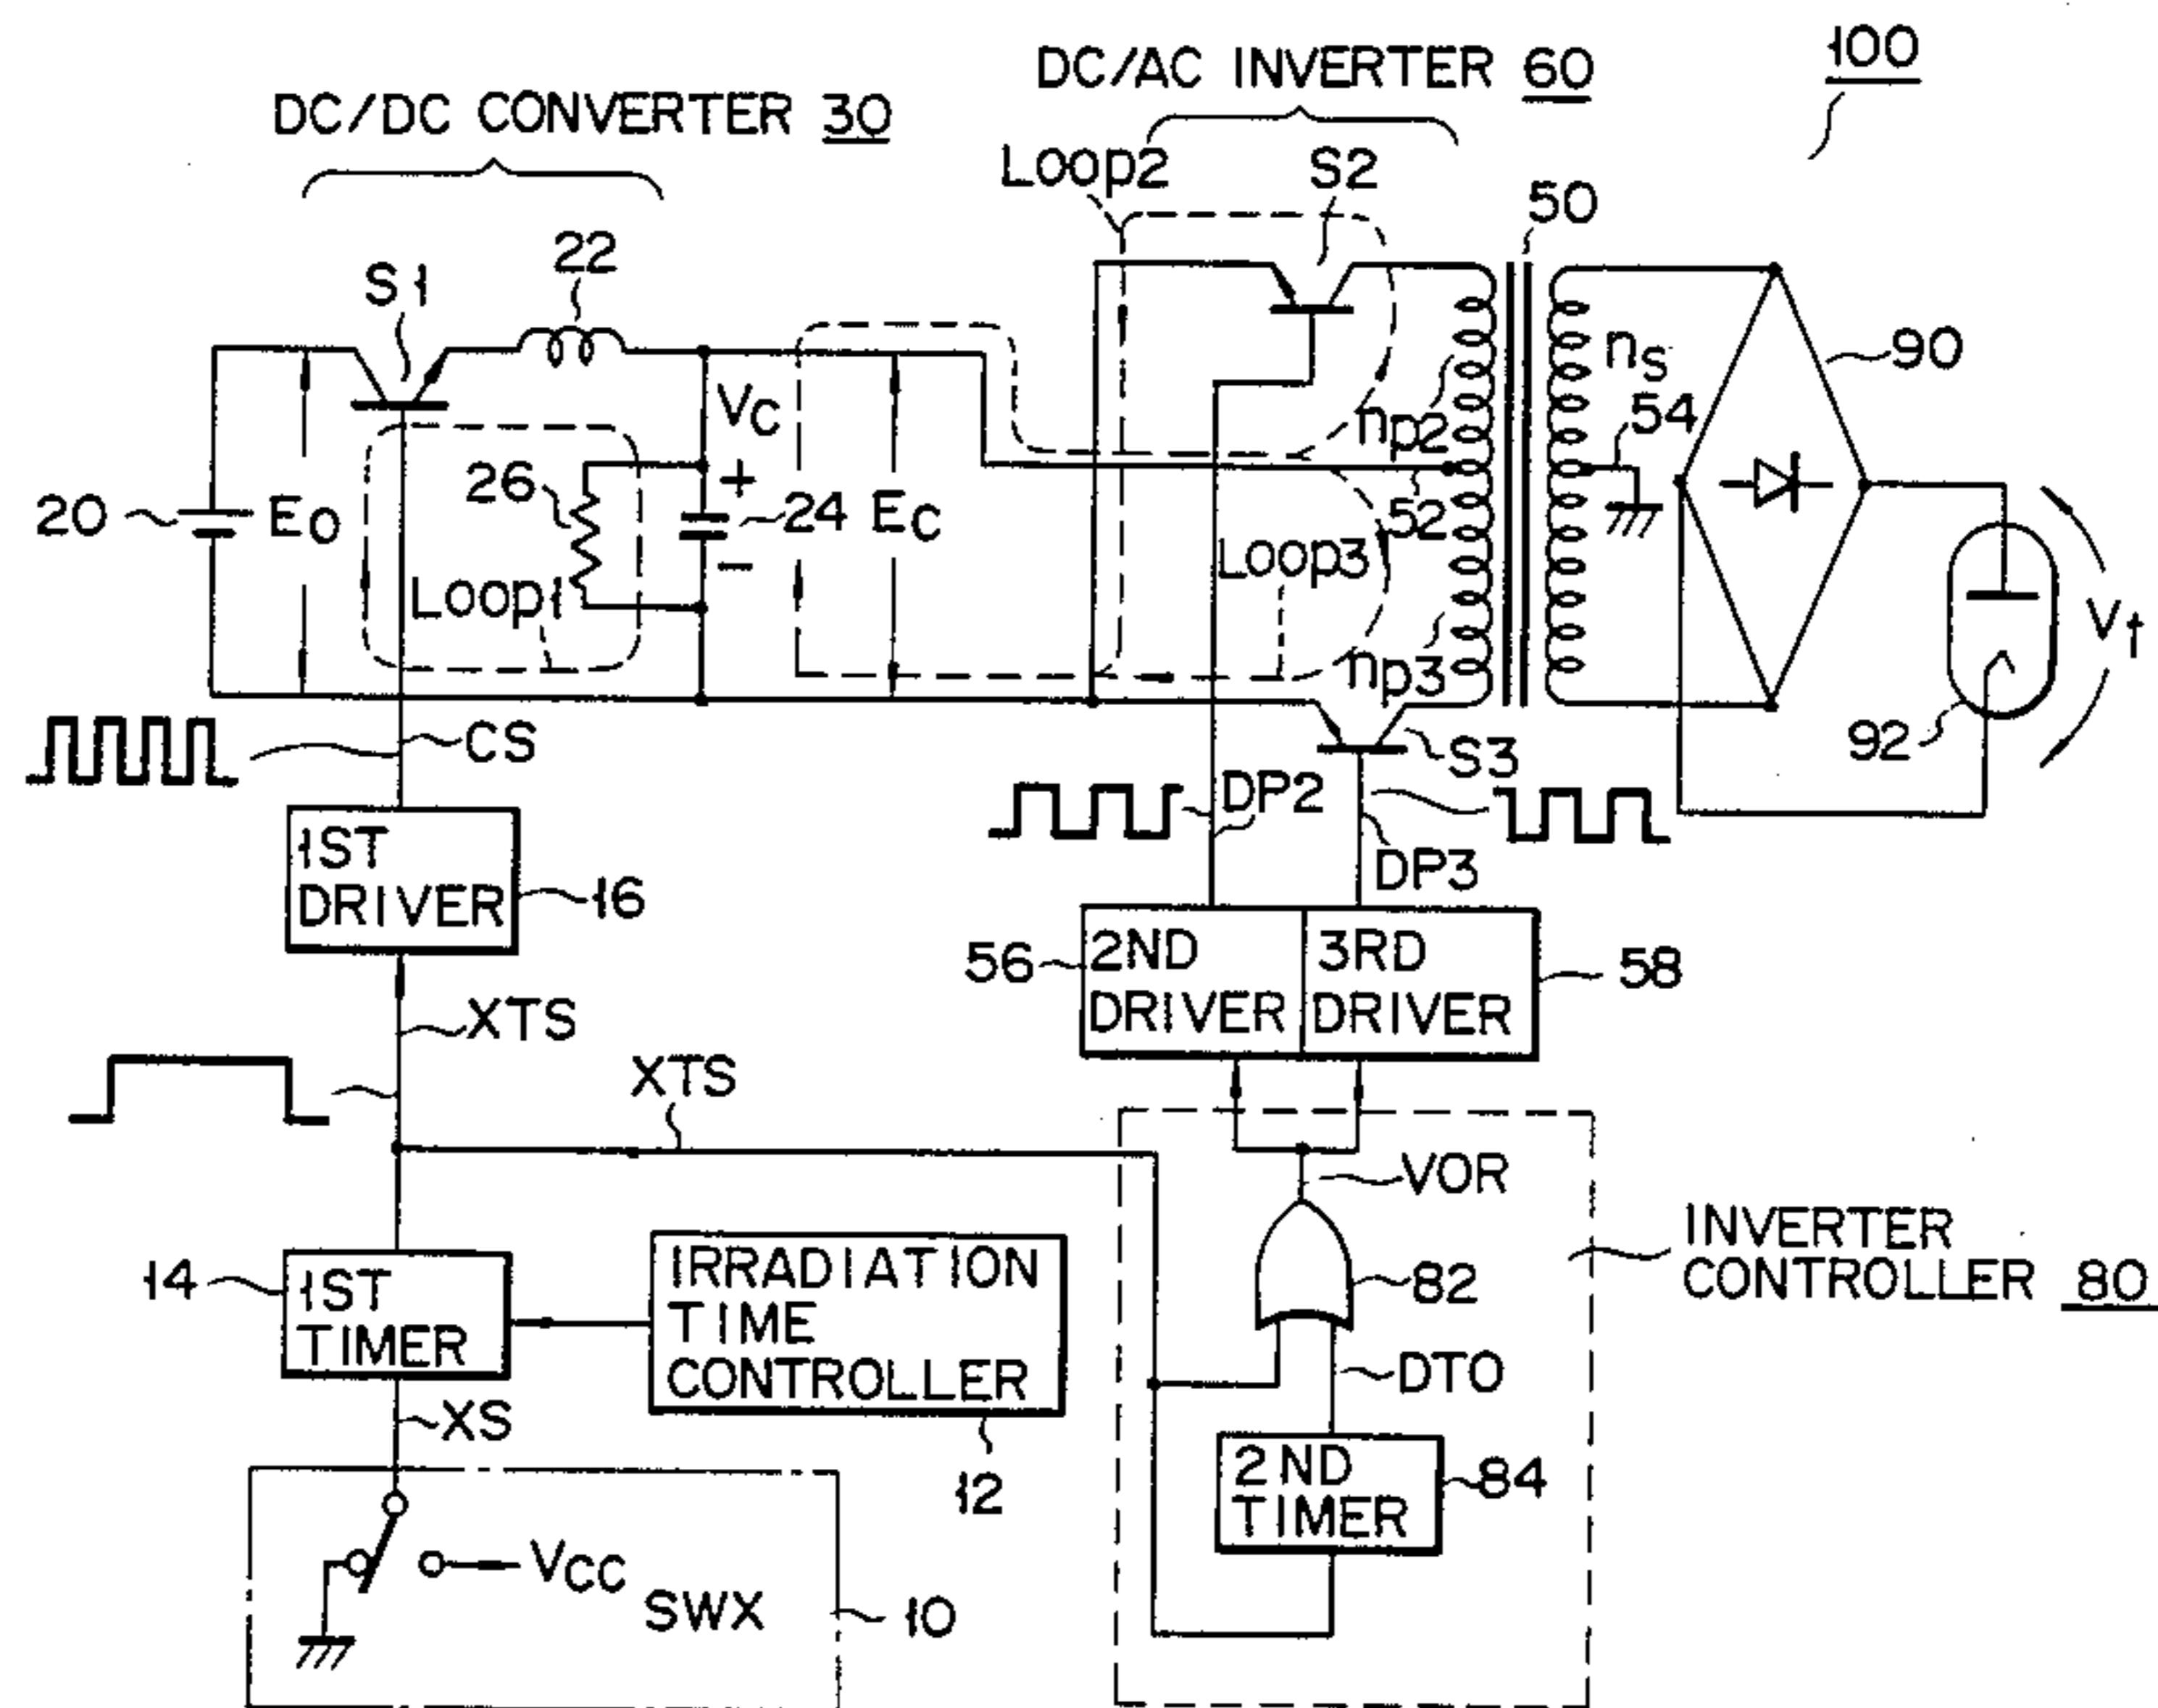 100
DC/AC INVERTER 60
DC/DC CONVERTER 30
Loop2
S2
50
22
S1
nS
90
VC
np2
54
26
+
20
EO
24
EC
52
Loop3
−
Loop1
Vt
np3
CS
S3
92
DP2
1ST
DRIVER
16
DP3
56
2ND
DRIVER
3RD
DRIVER
58
XTS
XTS
VOR
INVERTER
CONTROLLER 80
14
1ST
TIMER
IRRADIATION
TIME
CONTROLLER
82
DTO
XS
12
2ND
TIMER
84
VCC
SWX
10